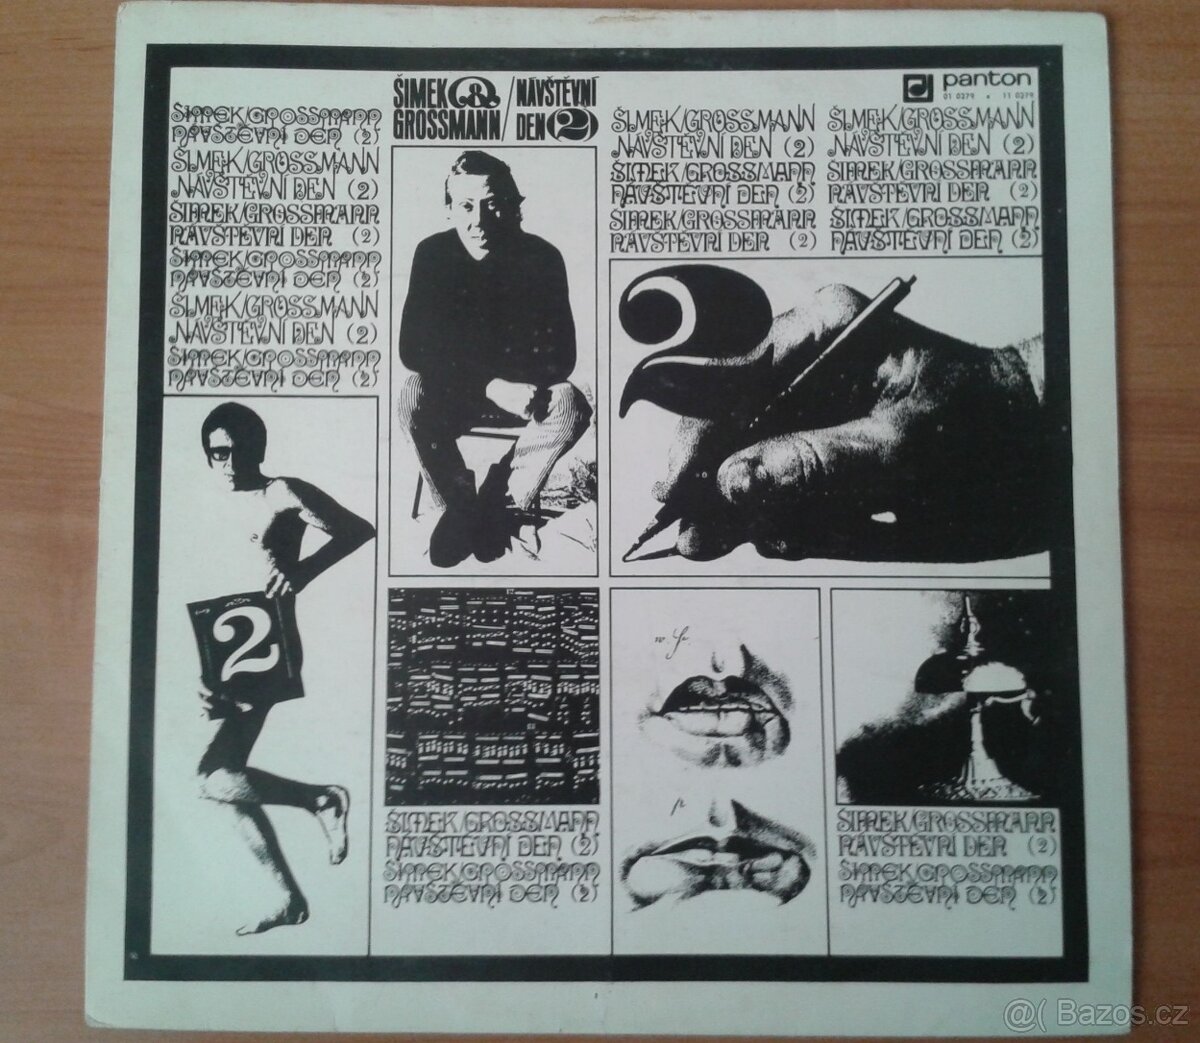 ŠIMEK & GROSSMANN / NÁVŠTĚVNÍ DEN 2
panton
01 0279 • 11 0279
ŠIMEK/GROSSMANN
NÁVŠTĚVNÍ DEN (2)
ŠIMEK/GROSSMANN
NÁVŠTĚVNÍ DEN (2)
ŠIMEK/GROSSMANN
NÁVŠTĚVNÍ DEN (2)
ŠIMEK/GROSSMANN
NÁVŠTĚVNÍ DEN (2)
ŠIMEK/GROSSMANN
NÁVŠTĚVNÍ DEN (2)
ŠIMEK/GROSSMANN
NÁVŠTĚVNÍ DEN (2)
ŠIMEK/GROSSMANN
NÁVŠTĚVNÍ DEN (2)
ŠIMEK/GROSSMANN
NÁVŠTĚVNÍ DEN (2)
ŠIMEK/GROSSMANN
NÁVŠTĚVNÍ DEN (2)
ŠIMEK/GROSSMANN
NÁVŠTĚVNÍ DEN (2)
ŠIMEK/GROSSMANN
NÁVŠTĚVNÍ DEN (2)
ŠIMEK/GROSSMANN
NÁVŠTĚVNÍ DEN (2)
2
2
ŠIMEK/GROSSMANN
NÁVŠTĚVNÍ DEN (2)
ŠIMEK/GROSSMANN
NÁVŠTĚVNÍ DEN (2)
ŠIMEK/GROSSMANN
NÁVŠTĚVNÍ DEN (2)
ŠIMEK/GROSSMANN
NÁVŠTĚVNÍ DEN (2)
@( Bazos.cz